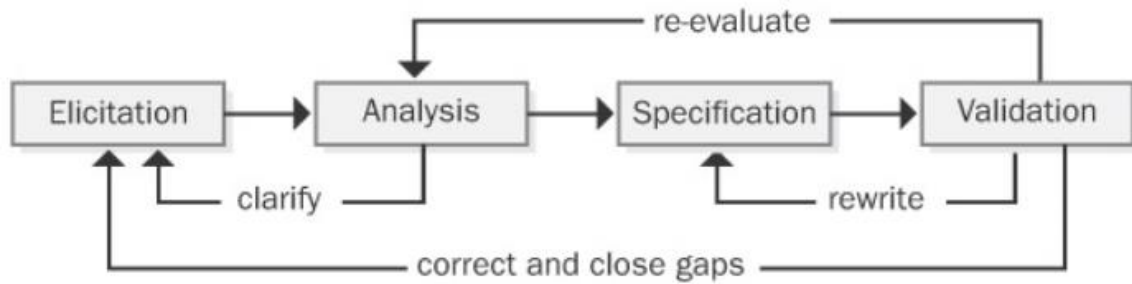 re-evaluate
Elicitation
Analysis
Specification
Validation
clarify
rewrite
correct and close gaps